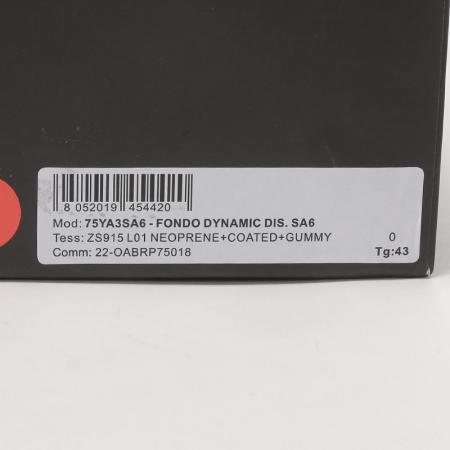 8 052019 454420
Mod: 75YA3SA6 - FONDO DYNAMIC DIS. SA6
Tess: ZS915 L01 NEOPRENE+COATED+GUMMY 0
Comm: 22-OABRP75018 Tg:43